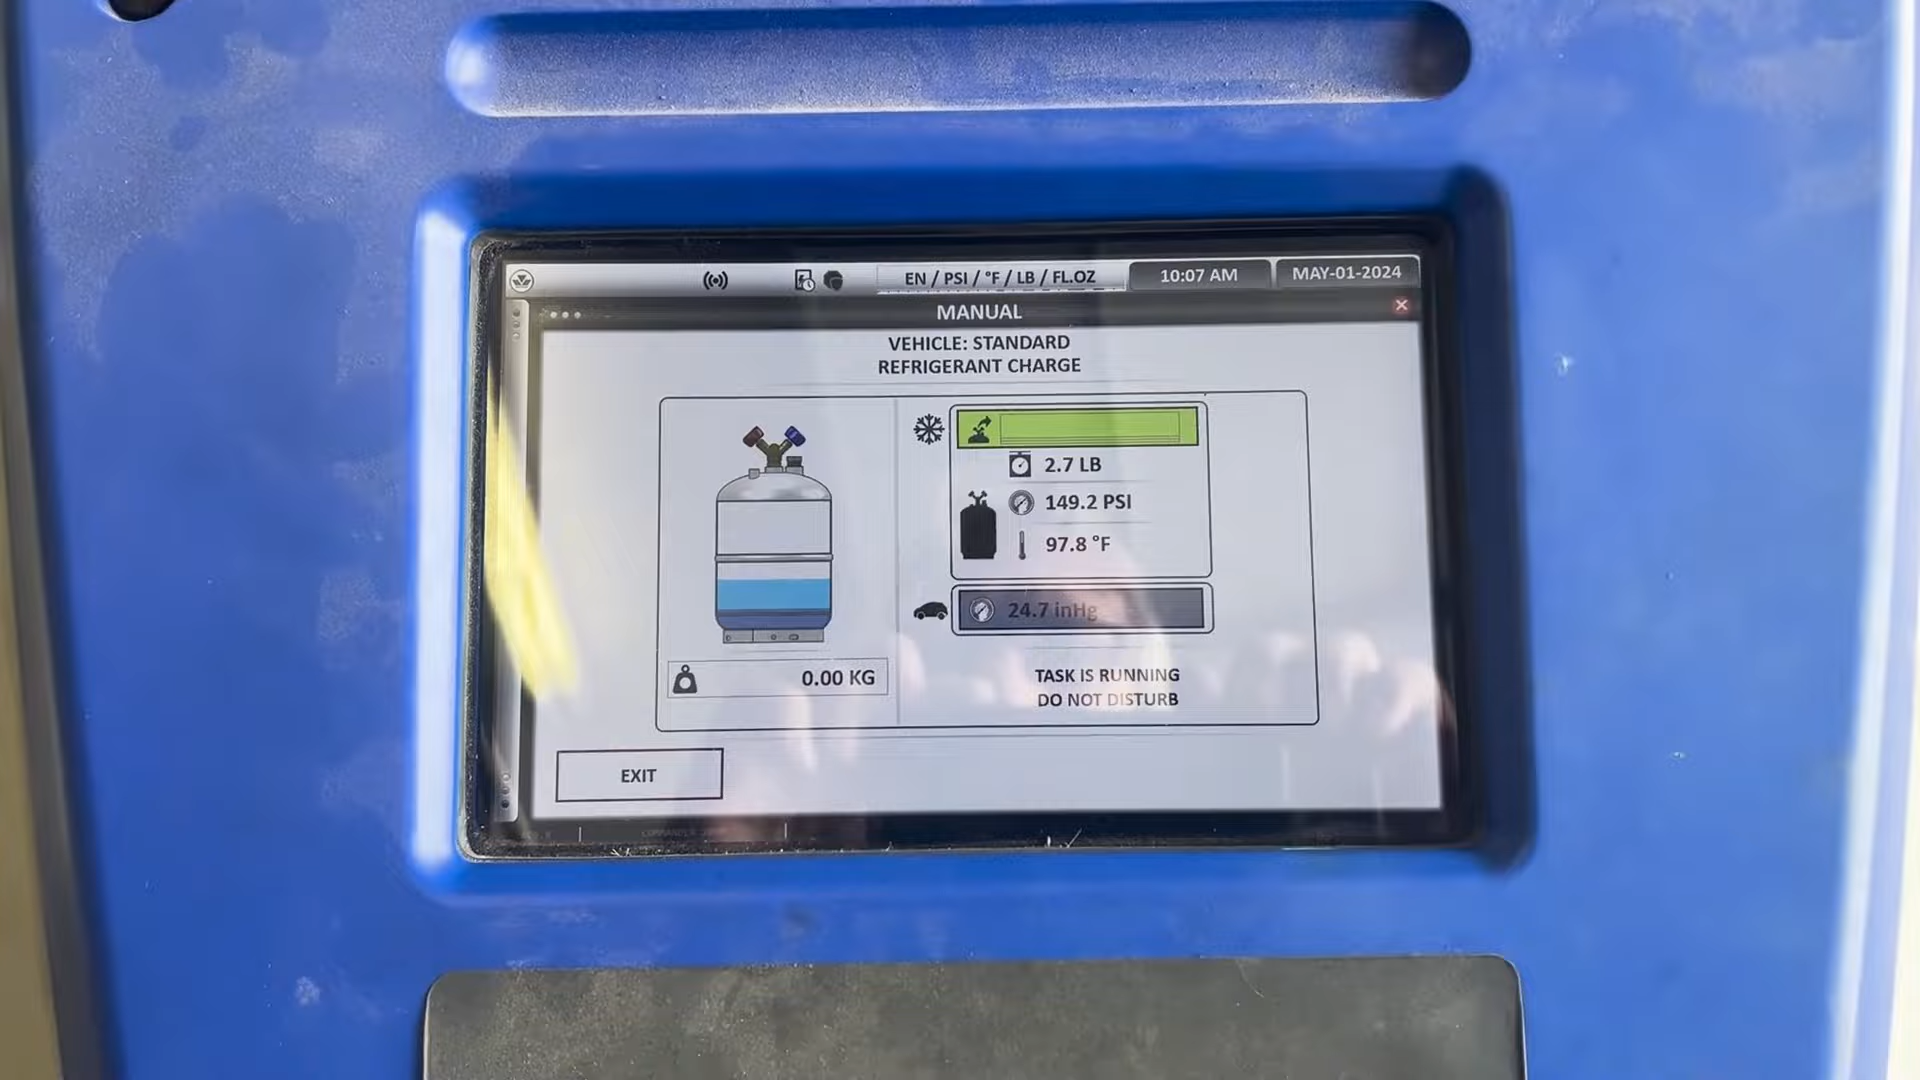 EN / PSI / °F / LB / FL.OZ
10:07 AM
MAY-01-2024
MANUAL
VEHICLE: STANDARD
REFRIGERANT CHARGE
2.7 LB
149.2 PSI
97.8 °F
24.7 inHg
0.00 KG
TASK IS RUNNING
DO NOT DISTURB
EXIT